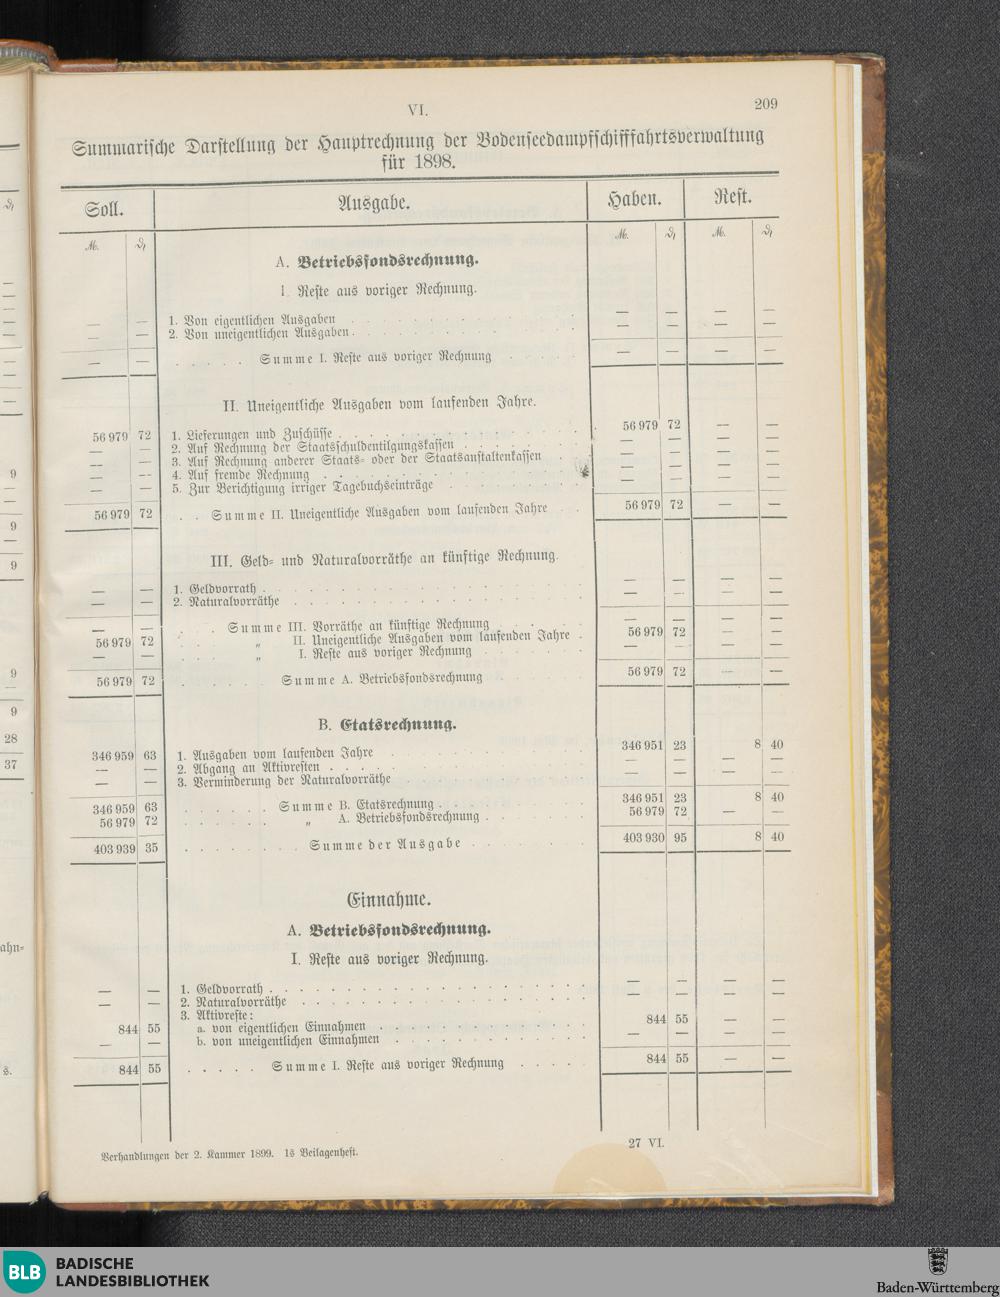 VI.
209
Summarische Darstellung der Hauptrechnung der Bodenseedampfschifffahrtsverwaltung
für 1898.
Soll. Ausgabe. Haben. Rest.
M. ₰ M. ₰ M. ₰
A. Betriebsfondsrechnung.
I. Reste aus voriger Rechnung.
— — 1. Von eigentlichen Ausgaben . . . — — — —
— — 2. Von uneigentlichen Ausgaben . . . — — — —
— — Summe I. Reste aus voriger Rechnung . . . — — — —
II. Uneigentliche Ausgaben vom laufenden Jahre.
56 979 72 1. Lieferungen und Zuschüsse . . . 56 979 72 — —
— — 2. Auf Rechnung der Staatsschuldentilgungskassen . . . — — — —
— — 3. Auf Rechnung anderer Staats- oder der Staatsanstaltenkassen . — — — —
— — 4. Auf fremde Rechnung . . . — — — —
— — 5. Zur Berichtigung irriger Tagebuchseinträge . . . — — — —
56 979 72 Summe II. Uneigentliche Ausgaben vom laufenden Jahre . 56 979 72 — —
III. Geld- und Naturalvorräthe an künftige Rechnung.
— — 1. Geldvorrath . . . — — — —
— — 2. Naturalvorräthe . . . — — — —
— — Summe III. Vorräthe an künftige Rechnung . . . — — — —
56 979 72 „ II. Uneigentliche Ausgaben vom laufenden Jahre . 56 979 72 — —
— — „ I. Reste aus voriger Rechnung . . . — — — —
56 979 72 Summe A. Betriebsfondsrechnung . . . 56 979 72 — —
B. Etatsrechnung.
346 959 63 1. Ausgaben vom laufenden Jahre . . . 346 951 23 8 40
— — 2. Abgang an Aktivresten . . . — — — —
— — 3. Verminderung der Naturalvorräthe . . . — — — —
346 959 63 Summe B. Etatsrechnung . . . 346 951 23 8 40
56 979 72 „ A. Betriebsfondsrechnung . . . 56 979 72 — —
403 939 35 Summe der Ausgabe . . . 403 930 95 8 40
Einnahme.
A. Betriebsfondsrechnung.
I. Reste aus voriger Rechnung.
— — 1. Geldvorrath . . . — — — —
— — 2. Naturalvorräthe . . . — — — —
3. Aktivreste:
844 55 a. von eigentlichen Einnahmen . . . 844 55 — —
— — b. von uneigentlichen Einnahmen . . . — — — —
844 55 Summe I. Reste aus voriger Rechnung . . . 844 55 — —
Verhandlungen der 2. Kammer 1899. 1s Beilagenheft.
27 VI.
₰
9
9
9
9
9
28
37
ahn-
s.
BLB BADISCHE
LANDESBIBLIOTHEK
Baden-Württemberg